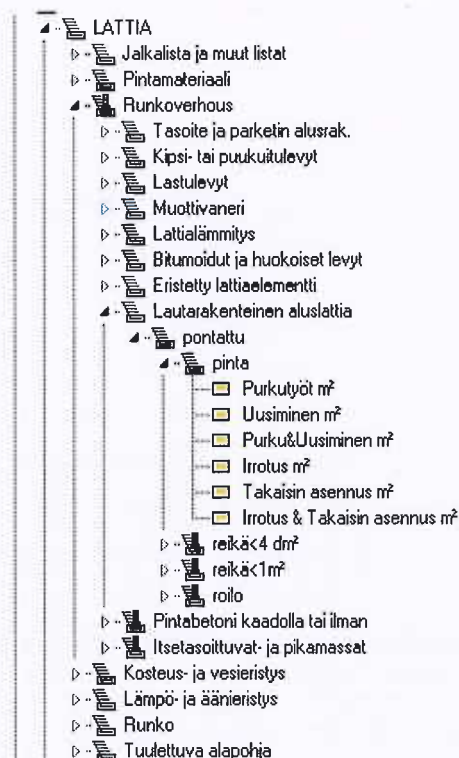 LATTIA
Jalkalista ja muut listat
Pintamateriaali
Runkoverhous
Tasoite ja parketin alusrak.
Kipsi- tai puukuitulevyt
Lastulevyt
Muottivaneri
Lattialämmitys
Bitumoidut ja huokoiset levyt
Eristetty lattiaelementti
Lautarakenteinen aluslattia
pontattu
pinta
Purkutyöt m²
Uusiminen m²
Purku&Uusiminen m²
Irrotus m²
Takaisin asennus m²
Irrotus & Takaisin asennus m²
reikä<4 dm²
reikä<1m²
roilo
Pintabetoni kaadolla tai ilman
Itsetasoittuvat- ja pikamassat
Kosteus- ja vesieristys
Lämpö- ja äänieristys
Runko
Tuulettuva alapohja